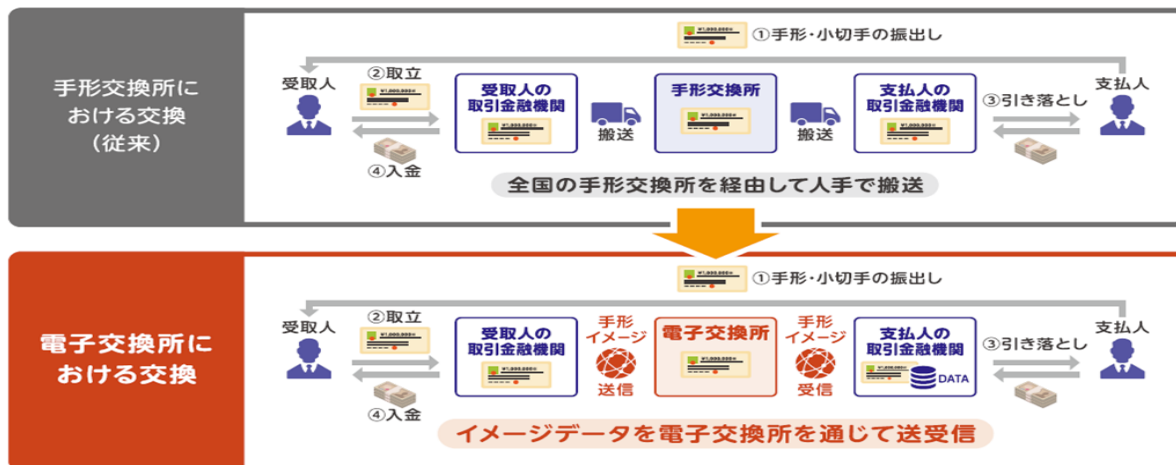 手形交換所に
おける交換
（従来）
①手形・小切手の振出し
受取人
②取立
④入金
受取人の
取引金融機関
搬送
手形交換所
搬送
支払人の
取引金融機関
③引き落とし
支払人
全国の手形交換所を経由して人手で搬送
電子交換所に
おける交換
①手形・小切手の振出し
受取人
②取立
④入金
受取人の
取引金融機関
手形
イメージ
送信
電子交換所
手形
イメージ
受信
支払人の
取引金融機関
DATA
③引き落とし
支払人
イメージデータを電子交換所を通じて送受信